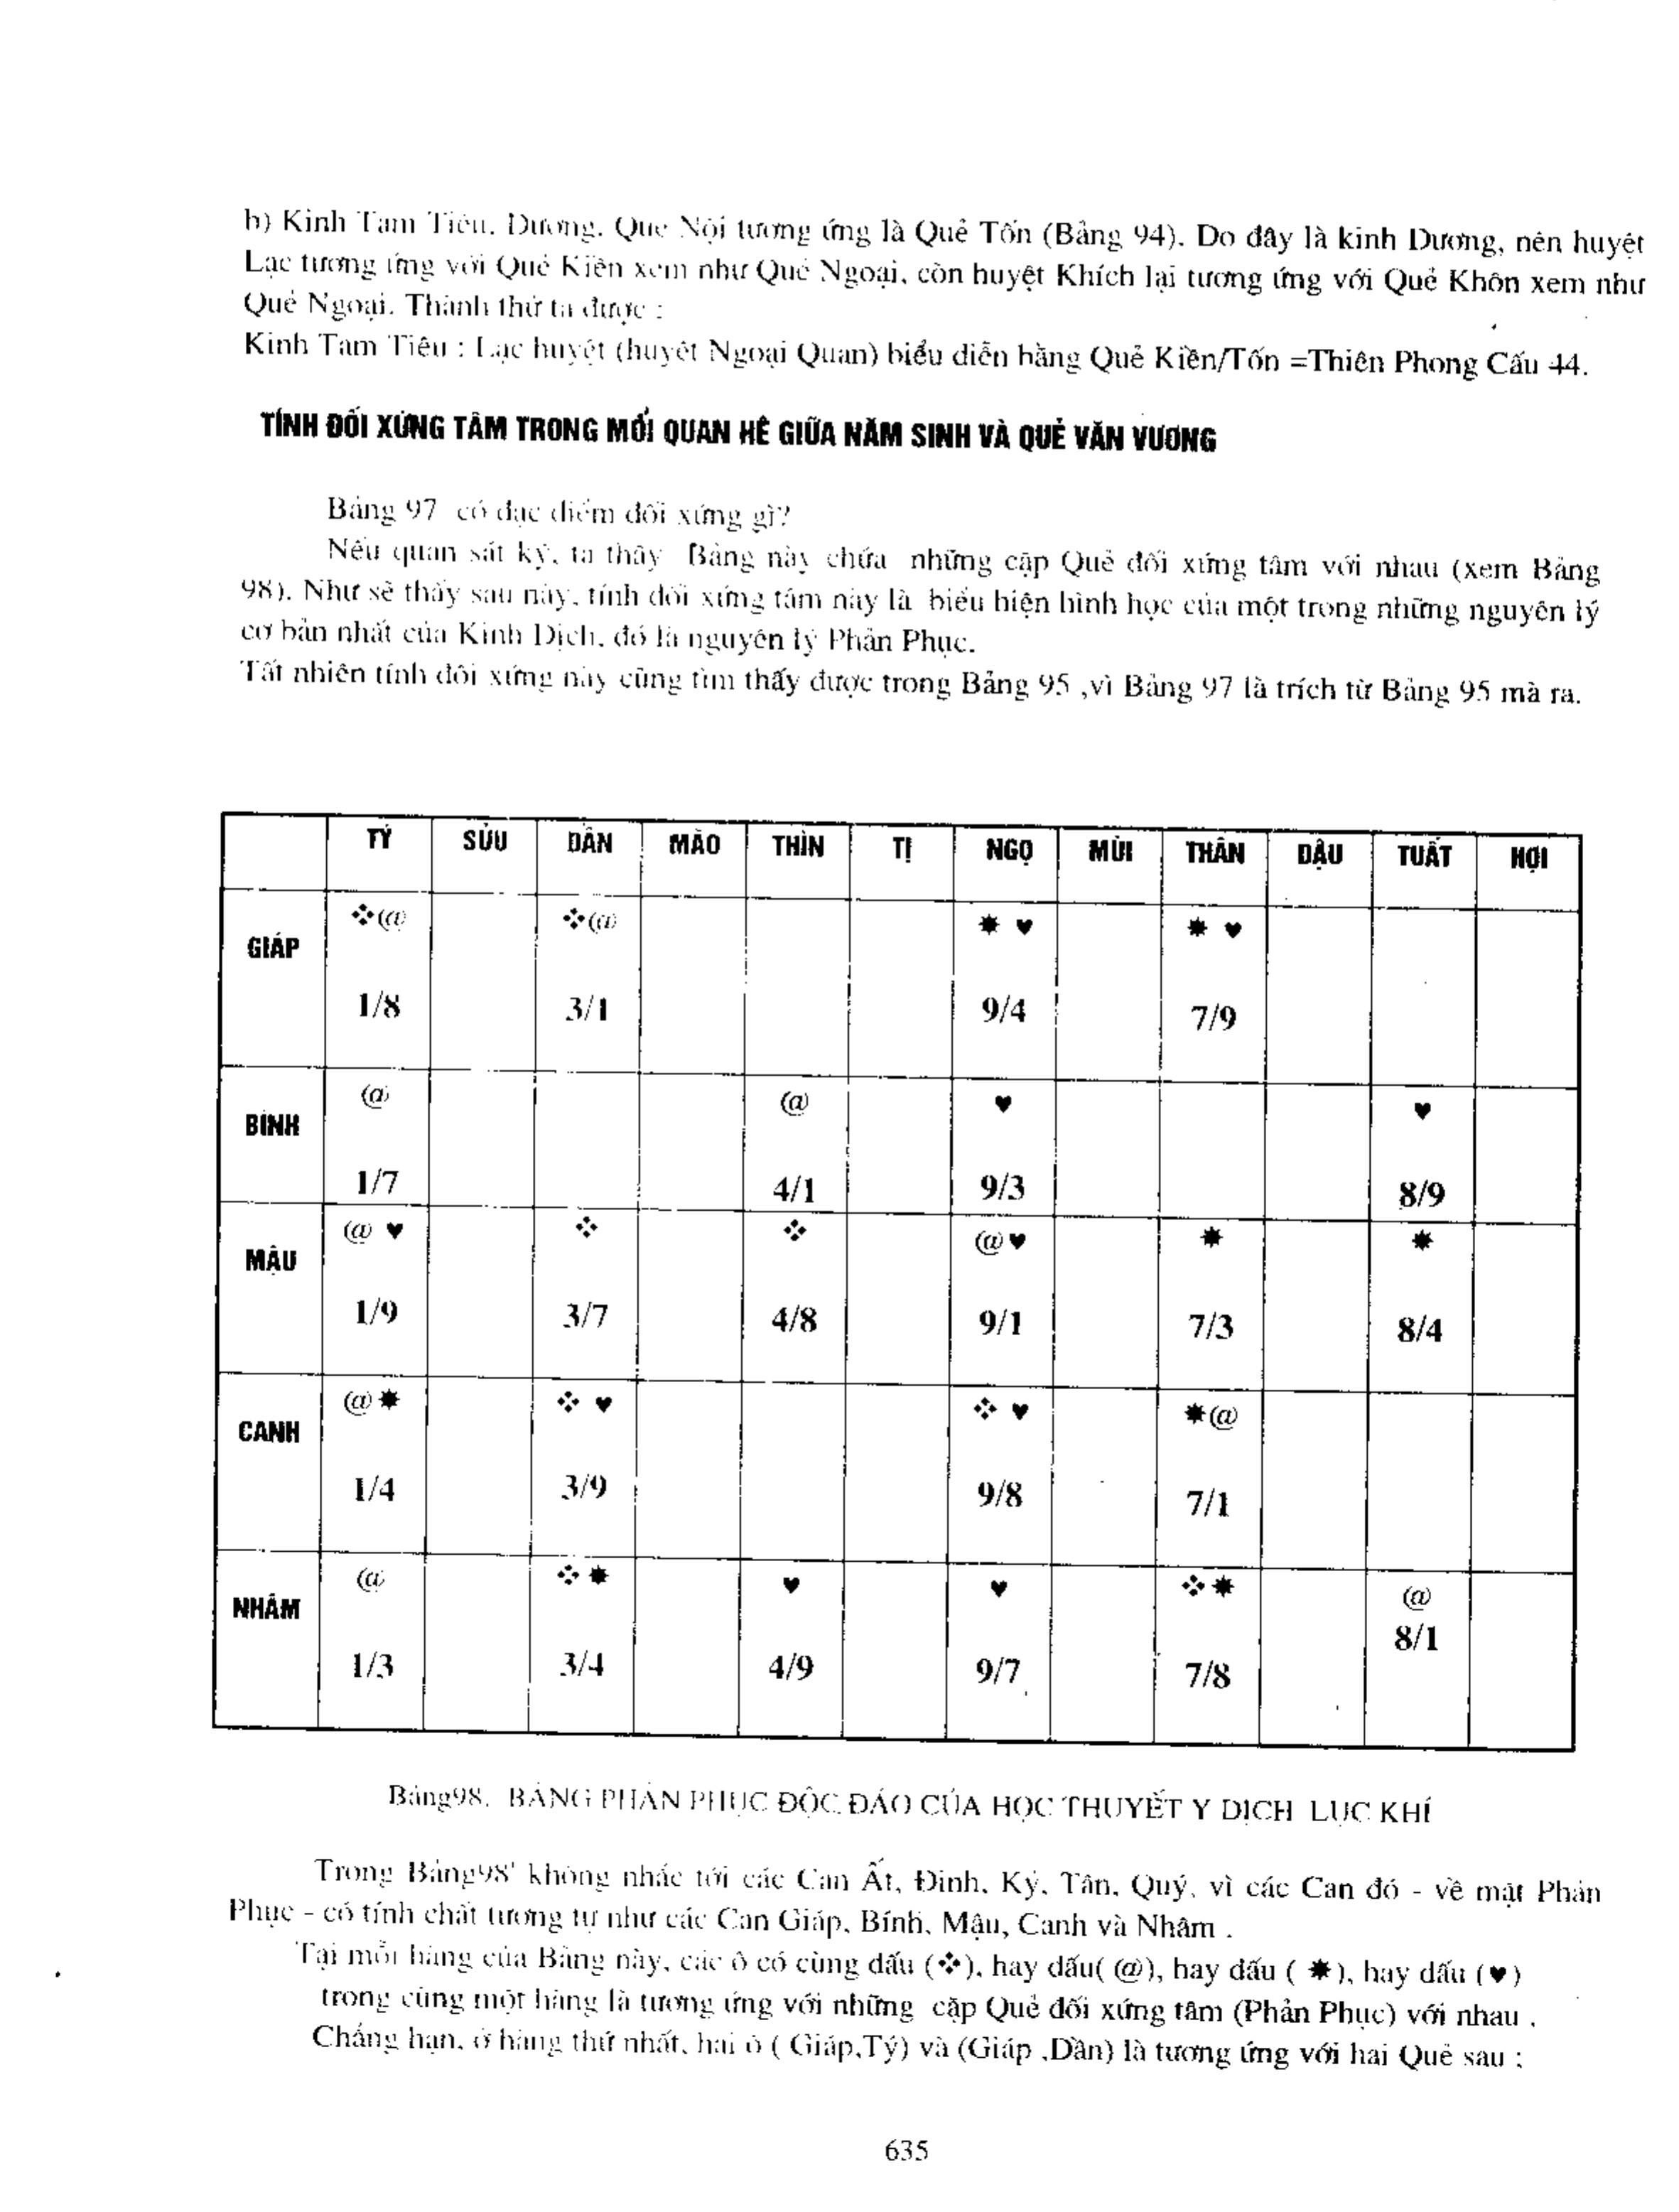 b) Kinh Tam Tiêu. Dương. Quẻ Nội tương ứng là Quẻ Tốn (Bảng 94). Do đây là kinh Dương, nên huyệt
Lạc tương ứng với Quẻ Kiền xem như Quẻ Ngoại, còn huyệt Khích lại tương ứng với Quẻ Khôn xem như
Quẻ Ngoại. Thành thử ta được :
Kinh Tam Tiêu : Lạc huyệt (huyệt Ngoại Quan) biểu diễn bằng Quẻ Kiền/Tốn =Thiên Phong Cấu 44.
TÍNH ĐỐI XỨNG TÂM TRONG MỐI QUAN HỆ GIỮA NĂM SINH VÀ QUẺ VĂN VƯƠNG
Bảng 97 có đặc điểm đối xứng gì?
Nếu quan sát kỹ, ta thấy Bảng này chứa những cặp Quẻ đối xứng tâm với nhau (xem Bảng
98). Như sẽ thấy sau này, tính đối xứng tâm này là biểu hiện hình học của một trong những nguyên lý
cơ bản nhất của Kinh Dịch, đó là nguyên lý Phản Phục.
Tất nhiên tính đối xứng này cũng tìm thấy được trong Bảng 95 ,vì Bảng 97 là trích từ Bảng 95 mà ra.
TÝ SỬU DẦN MÃO THÌN TỊ NGỌ MÙI THÂN DẬU TUẤT HỢI
GIÁP ❖(@) ❖(@) ✸ ♥ ✸ ♥
1/8 3/1 9/4 7/9
BÍNH (@) (@) ♥ ♥
1/7 4/1 9/3 8/9
MẬU (@) ♥ ❖ ❖ (@) ♥ ✸ ✸
1/9 3/7 4/8 9/1 7/3 8/4
CANH (@) ✸ ❖ ♥ ❖ ♥ ✸(@)
1/4 3/9 9/8 7/1
NHÂM (@) ❖ ✸ ♥ ♥ ❖ ✸ (@)
1/3 3/4 4/9 9/7 7/8 8/1
Bảng98. BẢNG PHẢN PHỤC ĐỘC ĐÁO CỦA HỌC THUYẾT Y DỊCH LỤC KHÍ
Trong Bảng98' không nhắc tới các Can Ất, Đinh, Kỷ, Tân, Quý, vì các Can đó - về mặt Phản
Phục - có tính chất tương tự như các Can Giáp, Bính, Mậu, Canh và Nhâm .
Tại mỗi hàng của Bảng này, các ô có cùng dấu (❖), hay dấu( @), hay dấu ( ✸), hay dấu (♥)
trong cùng một hàng là tương ứng với những cặp Quẻ đối xứng tâm (Phản Phục) với nhau .
Chẳng hạn, ở hàng thứ nhất, hai ô ( Giáp,Tý) và (Giáp ,Dần) là tương ứng với hai Quẻ sau :
635